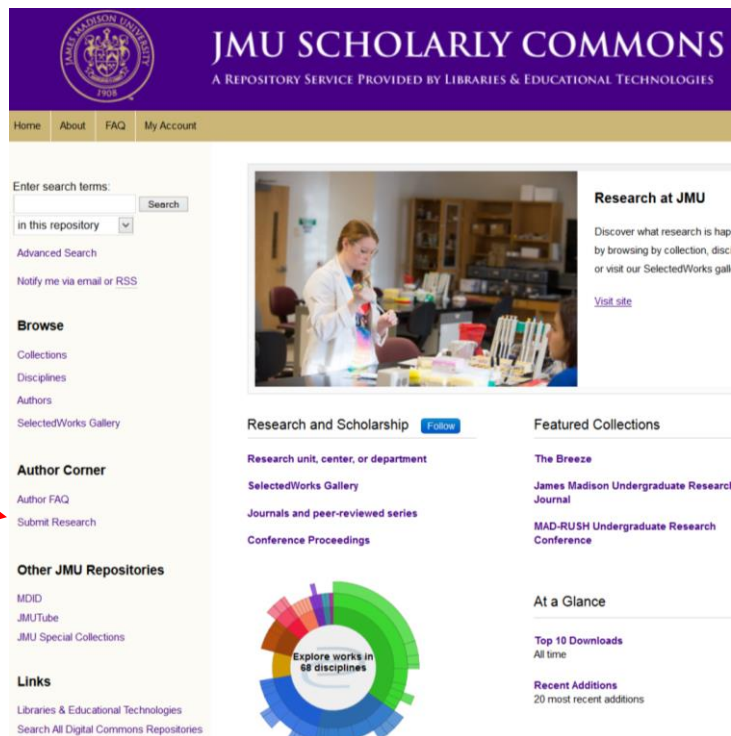 JAMES MADISON UNIVERSITY
1908
JMU SCHOLARLY COMMONS
A REPOSITORY SERVICE PROVIDED BY LIBRARIES & EDUCATIONAL TECHNOLOGIES
Home About FAQ My Account
Enter search terms:
Search
in this repository
Advanced Search
Notify me via email or RSS
Browse
Collections
Disciplines
Authors
SelectedWorks Gallery
Author Corner
Author FAQ
Submit Research
Other JMU Repositories
MDID
JMUTube
JMU Special Collections
Links
Libraries & Educational Technologies
Search All Digital Commons Repositories
Research at JMU
Discover what research is hap
by browsing by collection, disci
or visit our SelectedWorks gall
Visit site
Research and Scholarship Follow
Research unit, center, or department
SelectedWorks Gallery
Journals and peer-reviewed series
Conference Proceedings
Explore works in
68 disciplines
Featured Collections
The Breeze
James Madison Undergraduate Research
Journal
MAD-RUSH Undergraduate Research
Conference
At a Glance
Top 10 Downloads
All time
Recent Additions
20 most recent additions